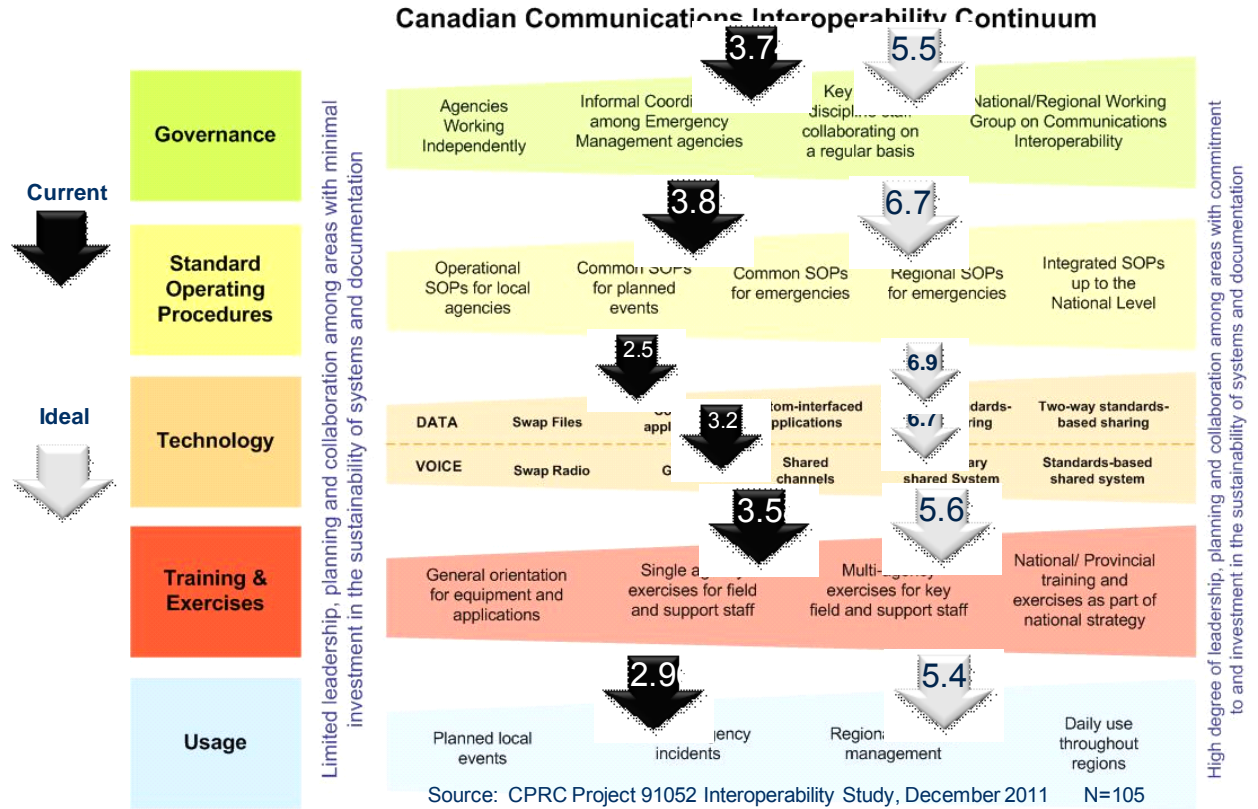 Canadian Communications Interoperability Continuum
Current
Ideal
Limited leadership, planning and collaboration among areas with minimal
investment in the sustainability of systems and documentation
Governance
3.7
5.5
Agencies
Working
Independently
Informal
among Emergency
Management agencies
Key
discipline staff
collaborating on
a regular basis
National/Regional Working
Group on Communications
Interoperability
Standard
Operating
Procedures
3.8
6.7
Operational
SOPs for local
agencies
Common SOPs
for planned
events
Common SOPs
for emergencies
Regional SOPs
for emergencies
Integrated SOPs
up to the
National Level
Technology
2.5
6.9
DATA
Swap Files
applications
Two-way standards-
based sharing
3.2
6.7
VOICE
Swap Radio
Shared
channels
shared System
Standards-based
shared system
Training &
Exercises
3.5
5.6
General orientation
for equipment and
applications
Single agency
exercises for field
and support staff
Multi-agency
exercises for key
field and support staff
National/ Provincial
training and
exercises as part of
national strategy
Usage
2.9
5.4
Planned local
events
incidents
management
Daily use
throughout
regions
High degree of leadership, planning and collaboration among areas with commitment
to and investment in the sustainability of systems and documentation
Source: CPRC Project 91052 Interoperability Study, December 2011 N=105